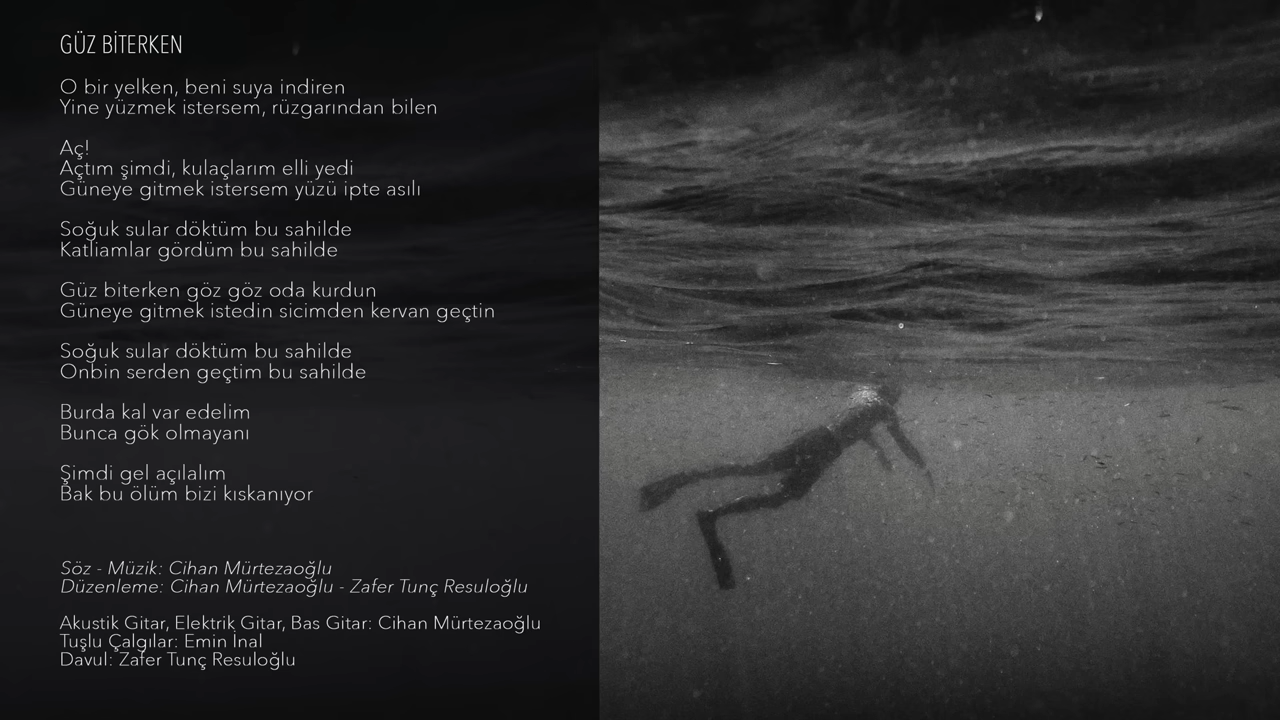 GÜZ BİTERKEN
O bir yelken, beni suya indiren
Yine yüzmek istersem, rüzgarından bilen
Aç!
Açtım şimdi, kulaçlarım elli yedi
Güneye gitmek istersem yüzü ipte asılı
Soğuk sular döktüm bu sahilde
Katliamlar gördüm bu sahilde
Güz biterken göz göz oda kurdun
Güneye gitmek istedin sicimden kervan geçtin
Soğuk sular döktüm bu sahilde
Onbin serden geçtim bu sahilde
Burda kal var edelim
Bunca gök olmayanı
Şimdi gel açılalım
Bak bu ölüm bizi kıskanıyor
Söz - Müzik: Cihan Mürtezaoğlu
Düzenleme: Cihan Mürtezaoğlu - Zafer Tunç Resuloğlu
Akustik Gitar, Elektrik Gitar, Bas Gitar: Cihan Mürtezaoğlu
Tuşlu Çalgılar: Emin İnal
Davul: Zafer Tunç Resuloğlu